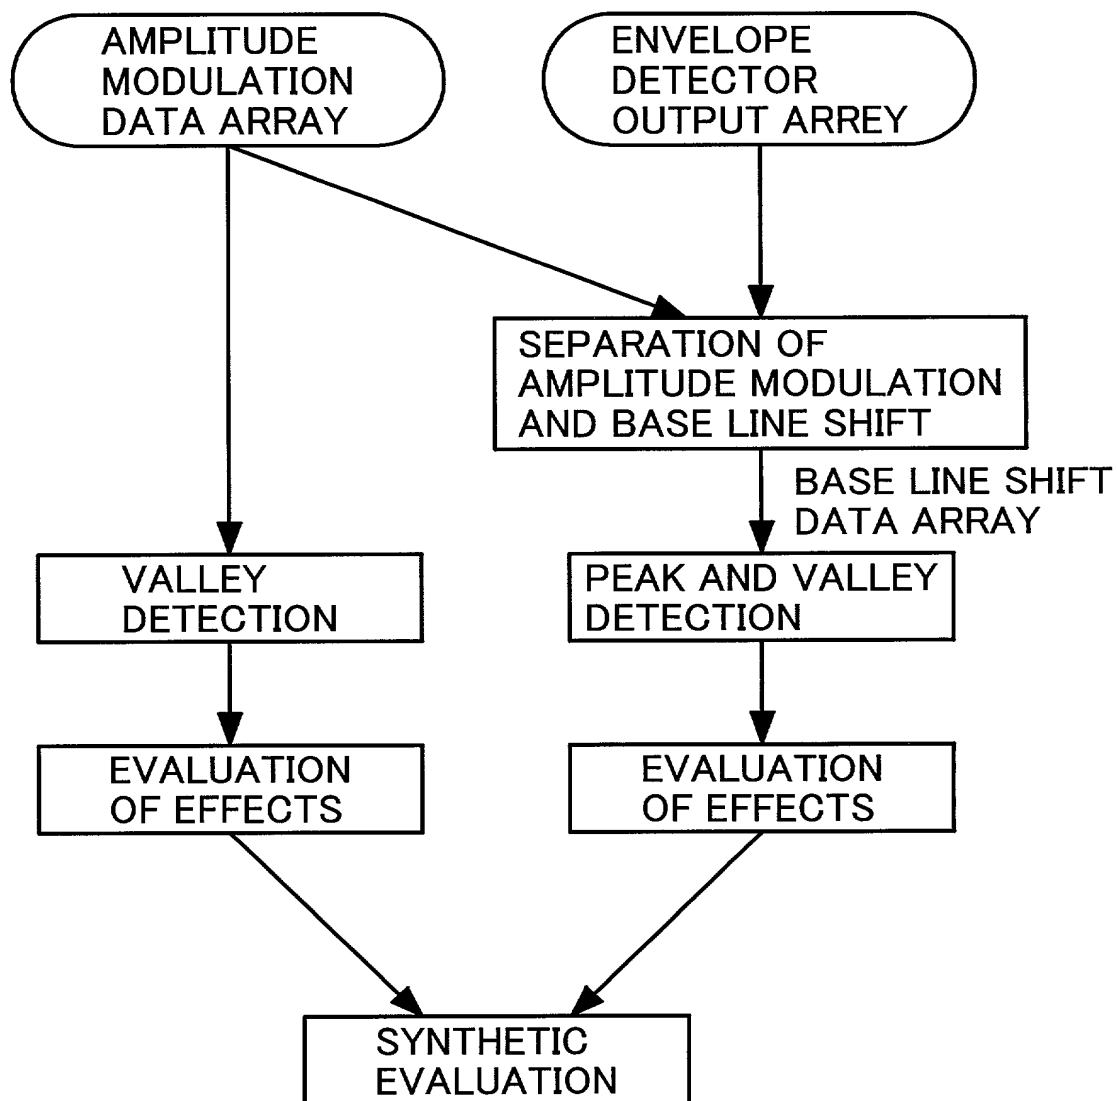 AMPLITUDE
MODULATION
DATA ARRAY
ENVELOPE
DETECTOR
OUTPUT ARREY
SEPARATION OF
AMPLITUDE MODULATION
AND BASE LINE SHIFT
BASE LINE SHIFT
DATA ARRAY
VALLEY
DETECTION
PEAK AND VALLEY
DETECTION
EVALUATION
OF EFFECTS
EVALUATION
OF EFFECTS
SYNTHETIC
EVALUATION